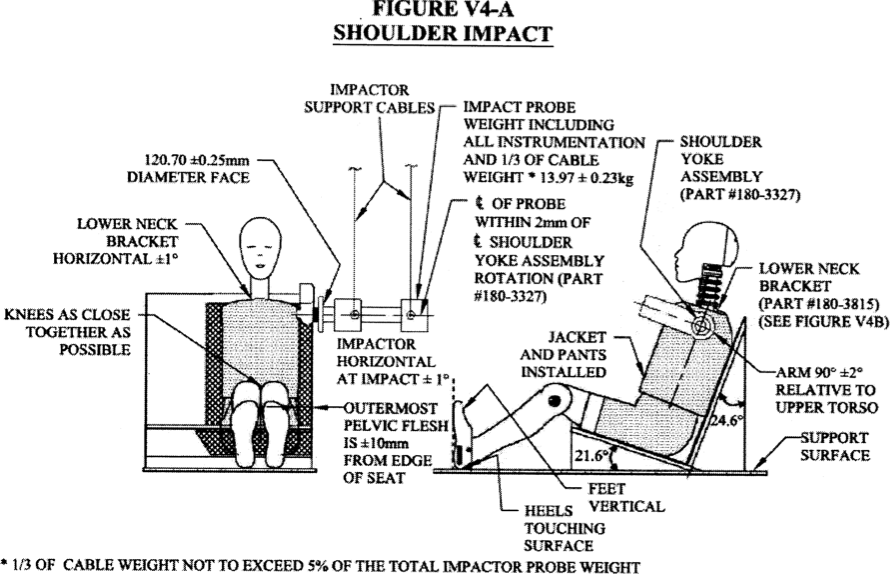 FIGURE V4-A
SHOULDER IMPACT
IMPACTOR
SUPPORT CABLES
IMPACT PROBE
WEIGHT INCLUDING
ALL INSTRUMENTATION
AND 1/3 OF CABLE
WEIGHT * 13.97 ± 0.23kg
SHOULDER
YOKE
ASSEMBLY
(PART #180-3327)
120.70 ±0.25mm
DIAMETER FACE
℄ OF PROBE
WITHIN 2mm OF
℄ SHOULDER
YOKE ASSEMBLY
ROTATION (PART
#180-3327)
LOWER NECK
BRACKET
HORIZONTAL ±1°
LOWER NECK
BRACKET
(PART #180-3815)
(SEE FIGURE V4B)
KNEES AS CLOSE
TOGETHER AS
POSSIBLE
IMPACTOR
HORIZONTAL
AT IMPACT ± 1°
JACKET
AND PANTS
INSTALLED
ARM 90° ±2°
RELATIVE TO
UPPER TORSO
OUTERMOST
PELVIC FLESH
IS ±10mm
FROM EDGE
OF SEAT
24.6°
21.6°
SUPPORT
SURFACE
FEET
VERTICAL
HEELS
TOUCHING
SURFACE
* 1/3 OF CABLE WEIGHT NOT TO EXCEED 5% OF THE TOTAL IMPACTOR PROBE WEIGHT